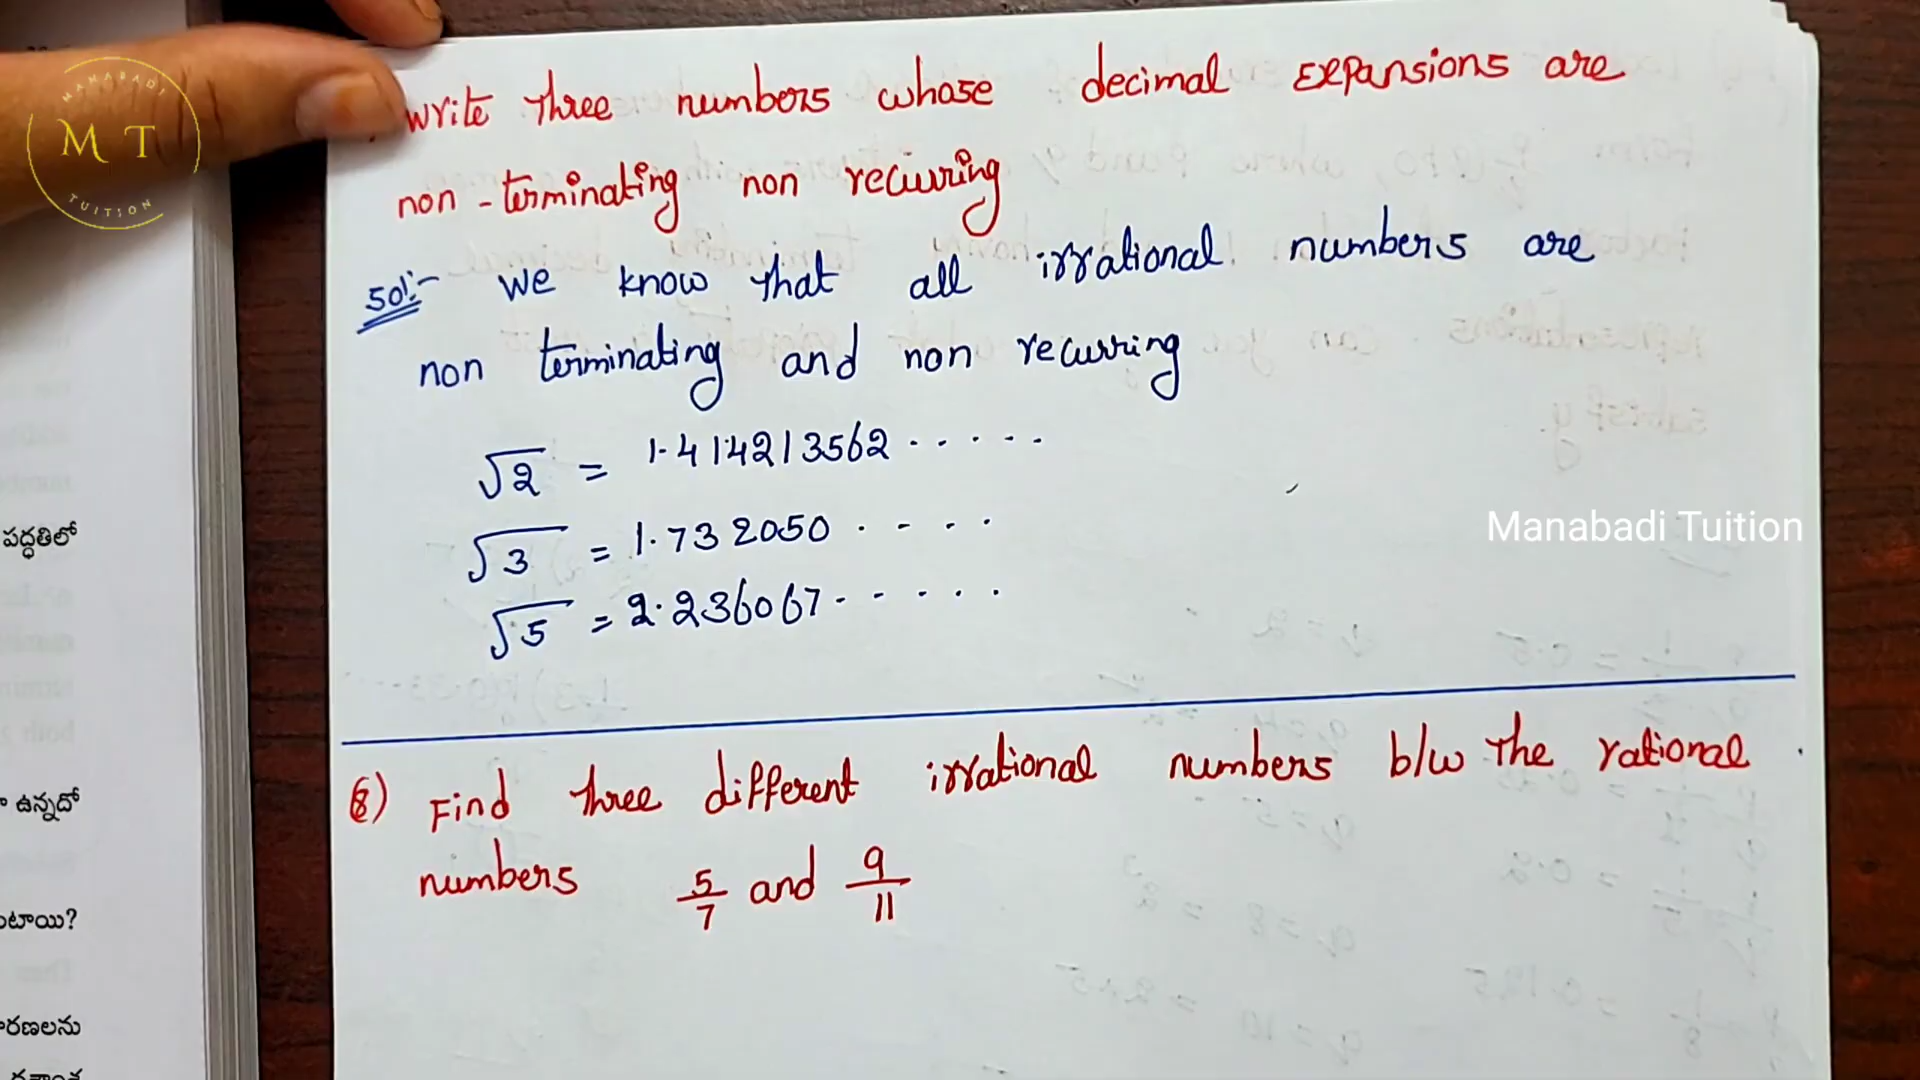 MANABADI
M T
TUITION
write three numbers whose decimal expansions are
non-terminating non recurring
Sol:- We know that all irrational numbers are
non terminating and non recurring
√2 = 1.414213562.....
√3 = 1.732050....
√5 = 2.236067.....
Manabadi Tuition
8) Find three different irrational numbers b/w the rational
numbers 5/7 and 9/11
పద్ధతిలో
ఉన్నదో